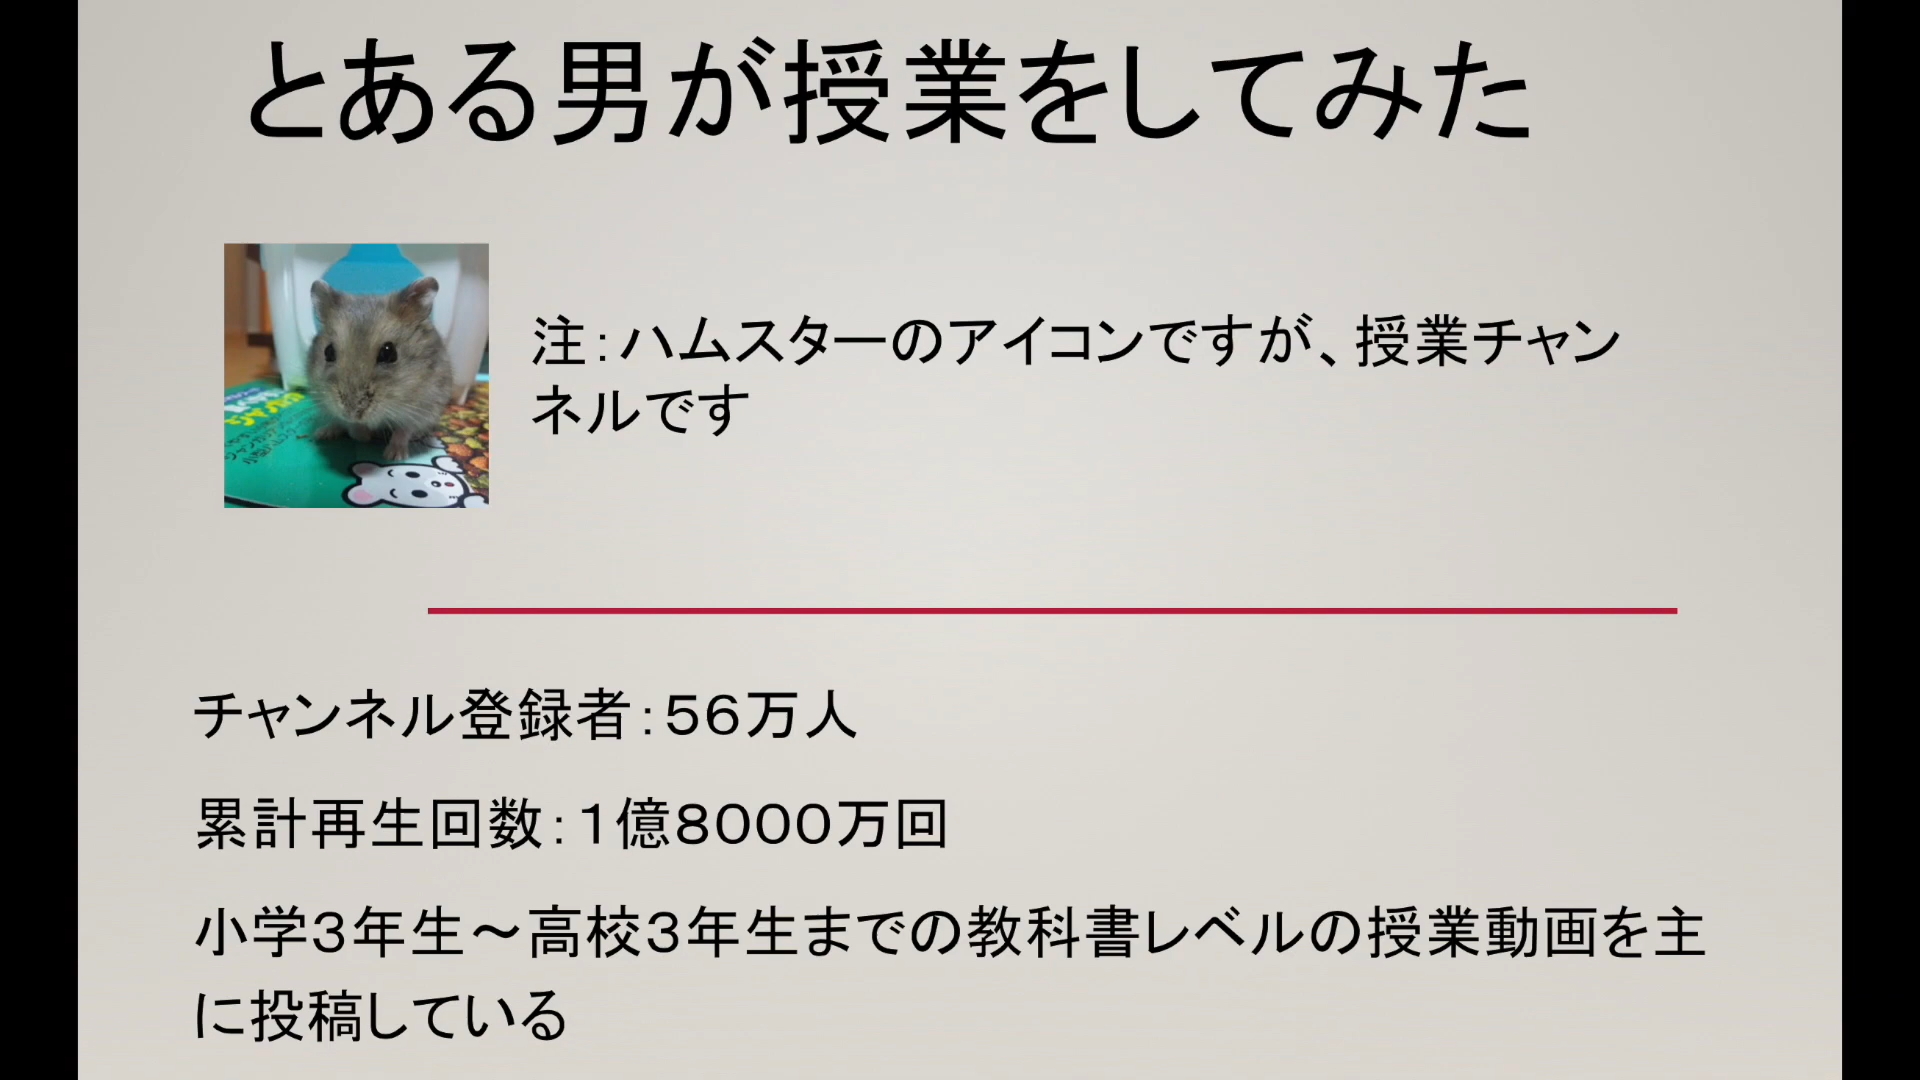 とある男が授業をしてみた
注：ハムスターのアイコンですが、授業チャン
ネルです
チャンネル登録者：５６万人
累計再生回数：１億８０００万回
小学３年生～高校３年生までの教科書レベルの授業動画を主
に投稿している